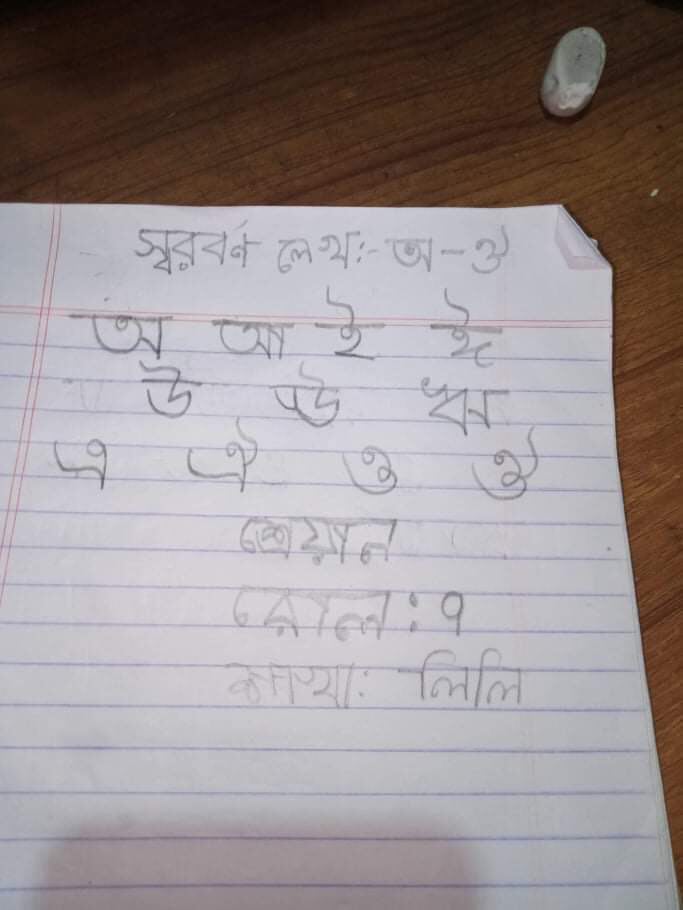 স্বরবর্ণ লেখ:- অ-ঔ
অ আ ই ঈ
উ ঊ ঋ
এ ঐ ও ঔ
শ্রেয়ান
রোল: ৭
শাখা: লিলি